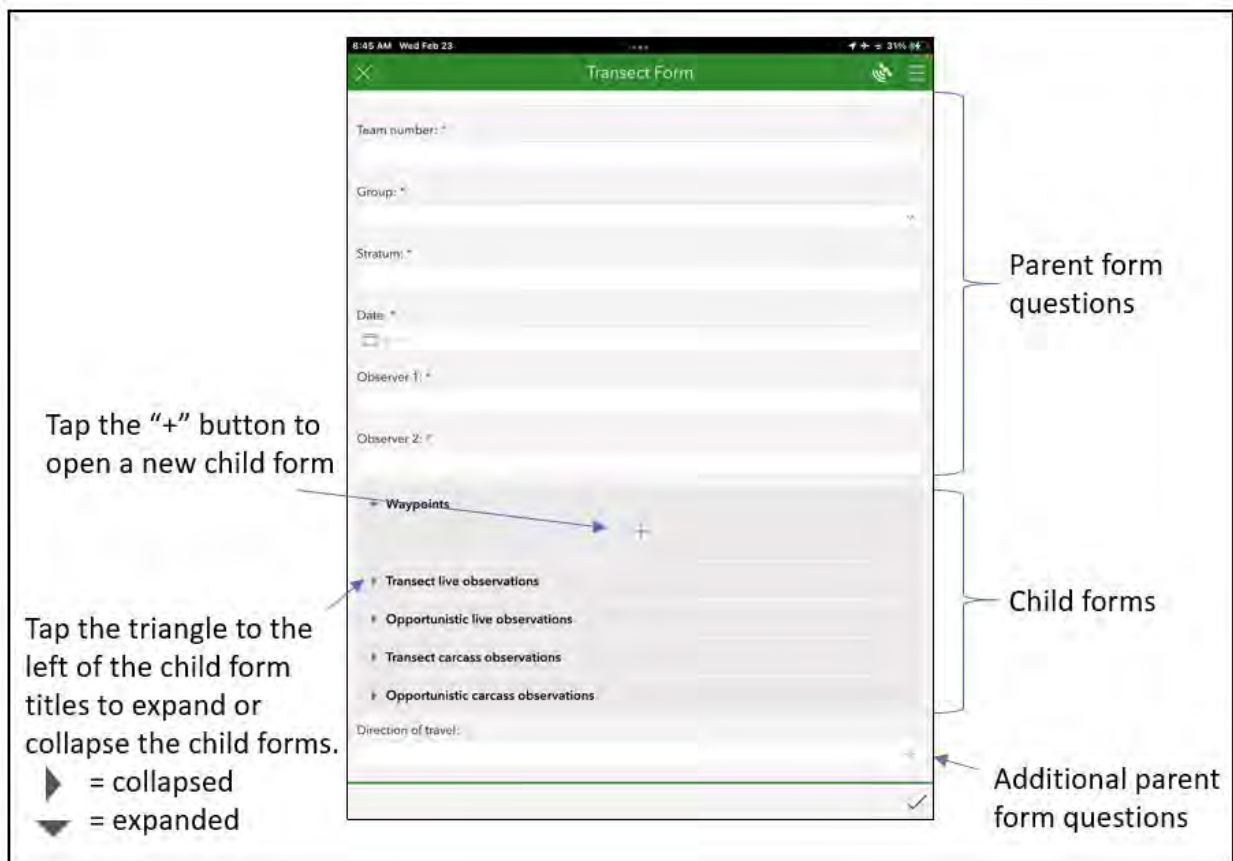 8:45 AM Wed Feb 23
31%
Transect Form
Team number: *
Group: *
Stratum: *
Date: *
Observer 1: *
Observer 2: *
Waypoints
+
Transect live observations
Opportunistic live observations
Transect carcass observations
Opportunistic carcass observations
Direction of travel:
Tap the “+” button to
open a new child form
Tap the triangle to the
left of the child form
titles to expand or
collapse the child forms.
= collapsed
= expanded
Parent form
questions
Child forms
Additional parent
form questions